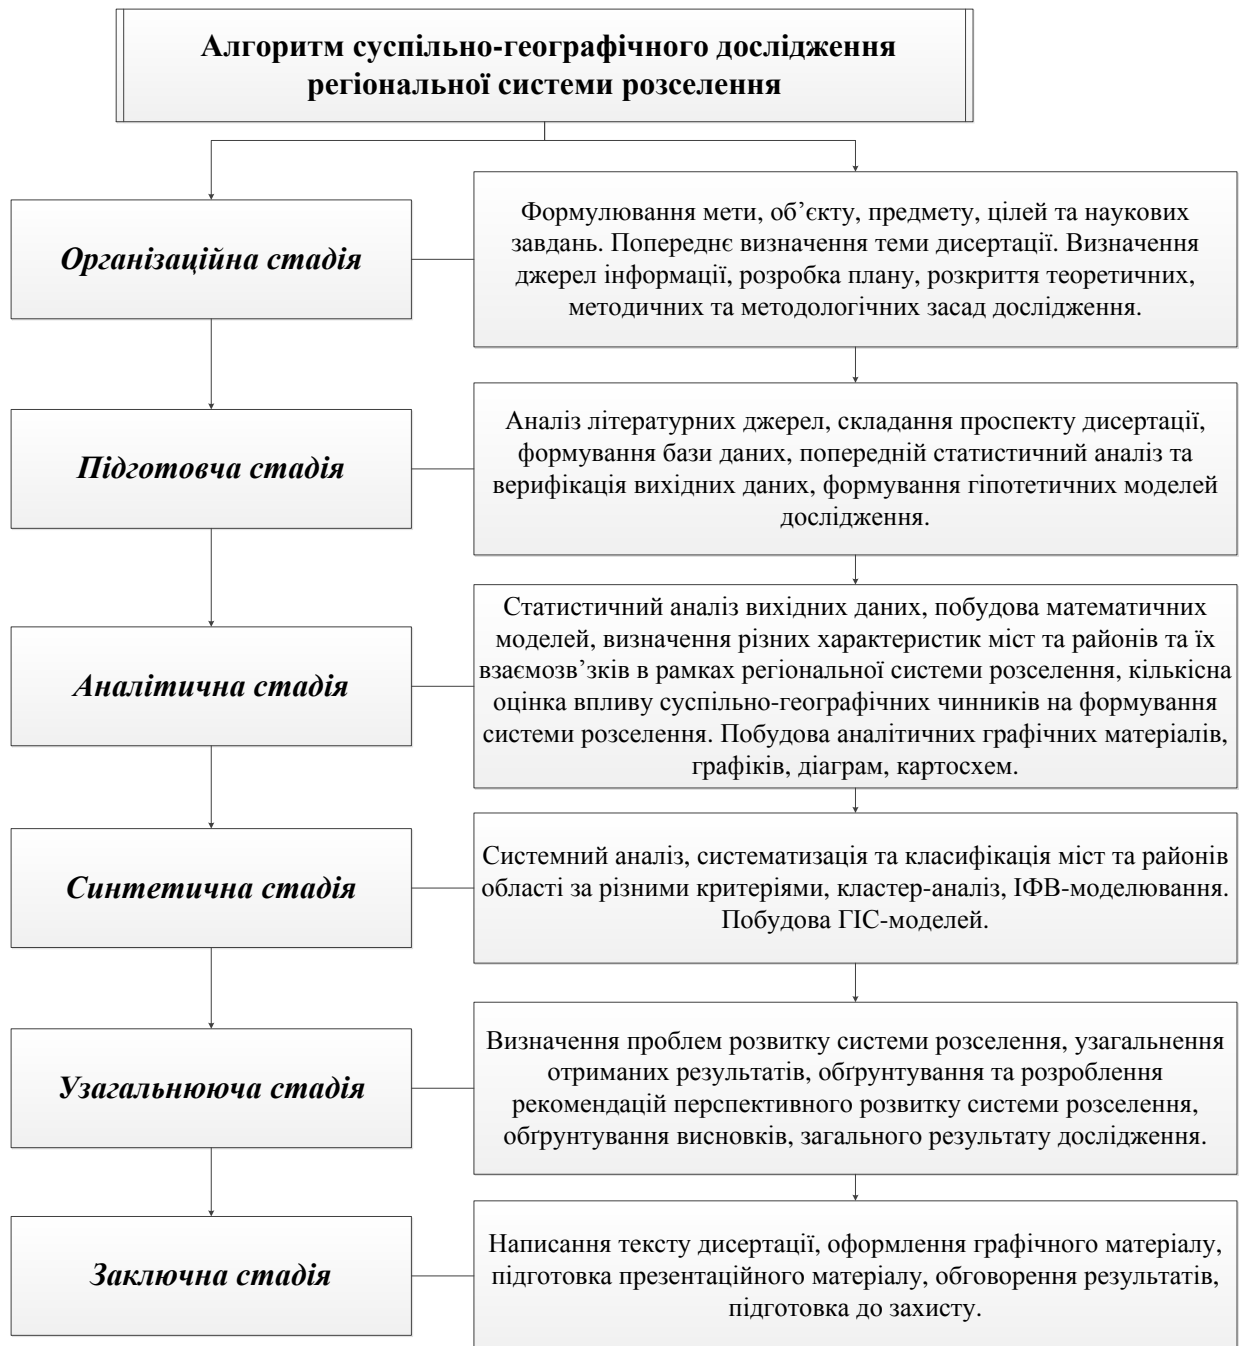 Алгоритм суспільно-географічного дослідження
регіональної системи розселення
Організаційна стадія
Формулювання мети, об’єкту, предмету, цілей та наукових
завдань. Попереднє визначення теми дисертації. Визначення
джерел інформації, розробка плану, розкриття теоретичних,
методичних та методологічних засад дослідження.
Підготовча стадія
Аналіз літературних джерел, складання проспекту дисертації,
формування бази даних, попередній статистичний аналіз та
верифікація вихідних даних, формування гіпотетичних моделей
дослідження.
Аналітична стадія
Статистичний аналіз вихідних даних, побудова математичних
моделей, визначення різних характеристик міст та районів та їх
взаємозв’зків в рамках регіональної системи розселення, кількісна
оцінка впливу суспільно-географічних чинників на формування
системи розселення. Побудова аналітичних графічних матеріалів,
графіків, діаграм, картосхем.
Синтетична стадія
Системний аналіз, систематизація та класифікація міст та районів
області за різними критеріями, кластер-аналіз, ІФВ-моделювання.
Побудова ГІС-моделей.
Узагальнююча стадія
Визначення проблем розвитку системи розселення, узагальнення
отриманих результатів, обґрунтування та розроблення
рекомендацій перспективного розвитку системи розселення,
обґрунтування висновків, загального результату дослідження.
Заключна стадія
Написання тексту дисертації, оформлення графічного матеріалу,
підготовка презентаційного матеріалу, обговорення результатів,
підготовка до захисту.